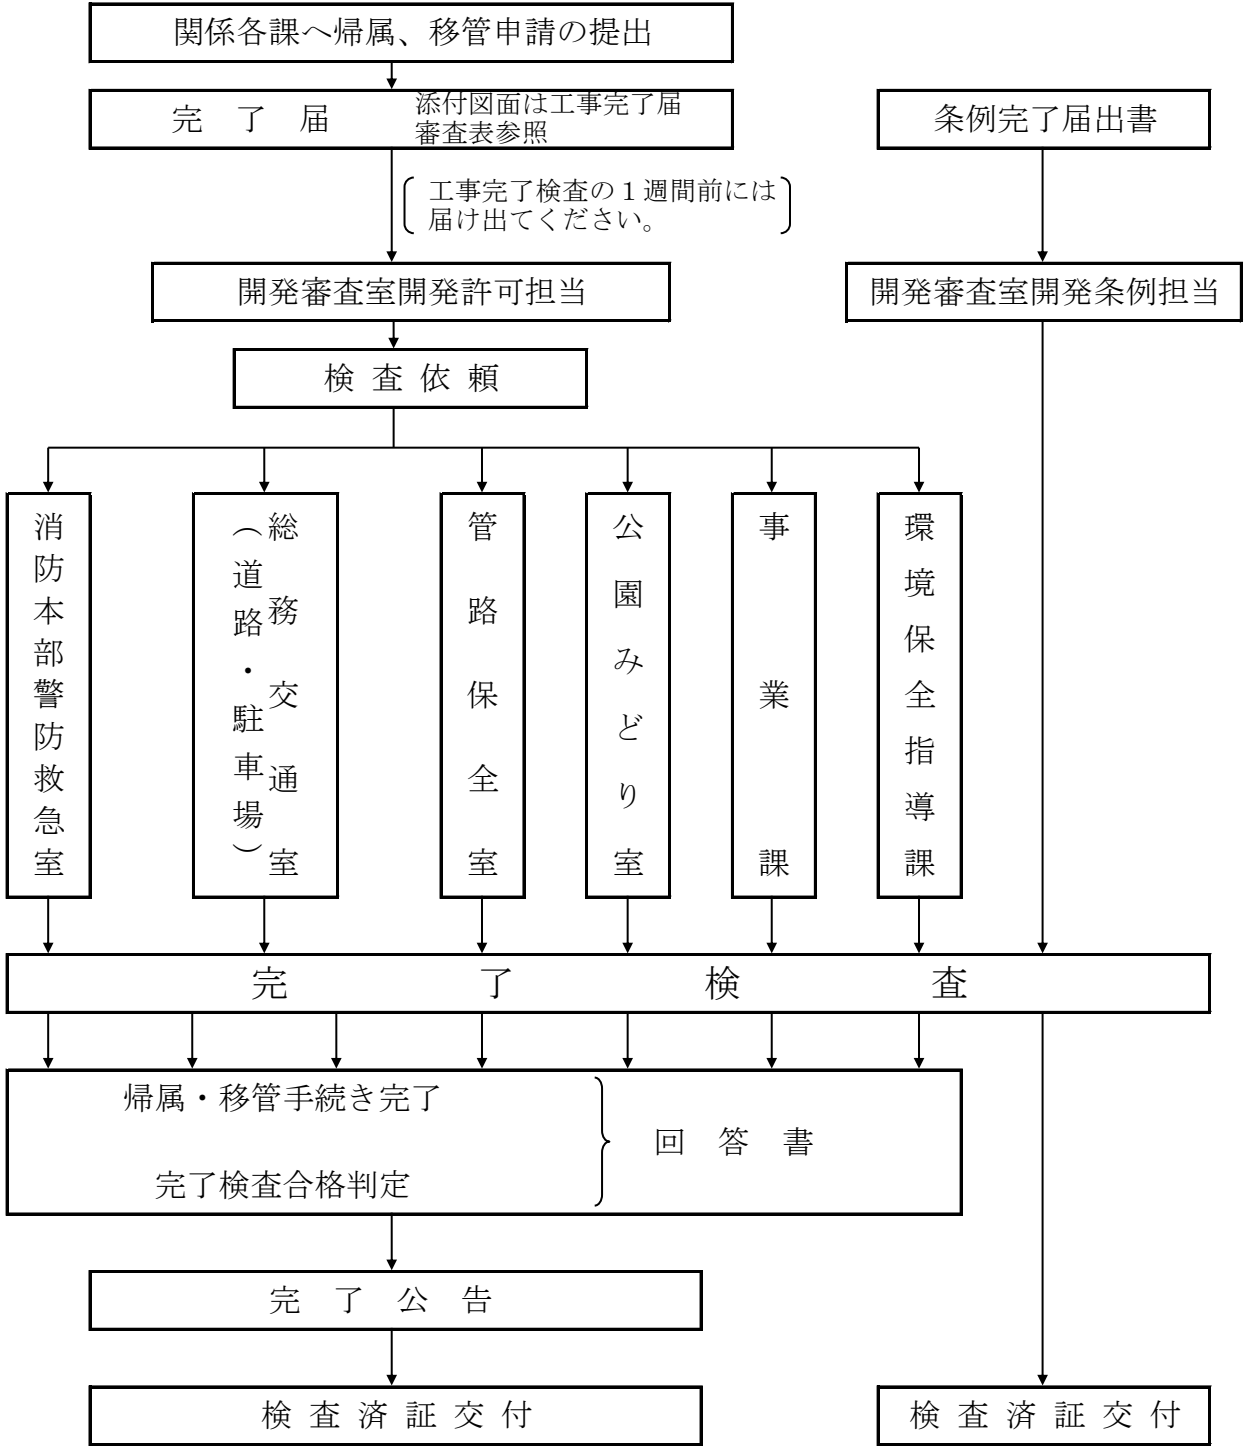 関係各課へ帰属、移管申請の提出
完了届
添付図面は工事完了届
審査表参照
条例完了届出書
工事完了検査の１週間前には
届け出てください。
開発審査室開発許可担当
開発審査室開発条例担当
検査依頼
消防本部警防救急室
総務交通室
（道路・駐車場）
管路保全室
公園みどり室
事業課
環境保全指導課
完了検査
帰属・移管手続き完了
完了検査合格判定
回答書
完了公告
検査済証交付
検査済証交付